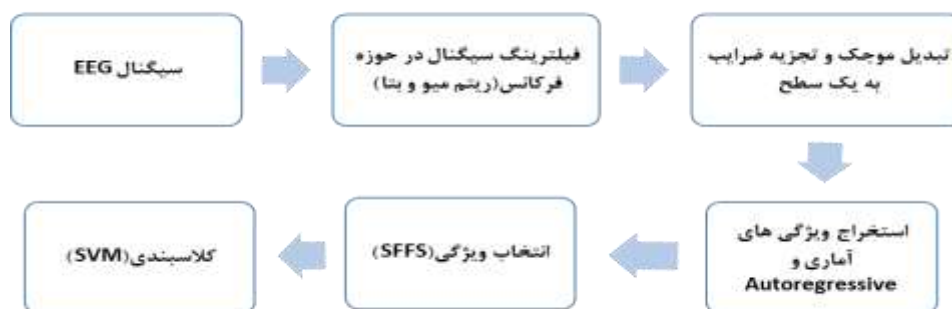 سیگنال EEG
فیلترینگ سیگنال در حوزه
فرکانس(ریتم میو و بتا)
تبدیل موجک و تجزیه ضرایب
به یک سطح
استخراج ویژگی های
آماری و
Autoregressive
انتخاب ویژگی(SFFS)
کلاسبندی(SVM)